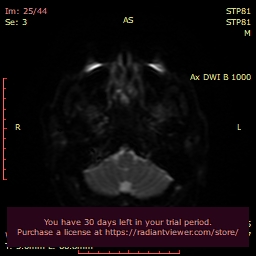 Im: 25/44
Se: 3
AS
STP81
STP81
M
Ax DWI B 1000
R
L
You have 30 days left in your trial period.
Purchase a license at https://radiantviewer.com/store/